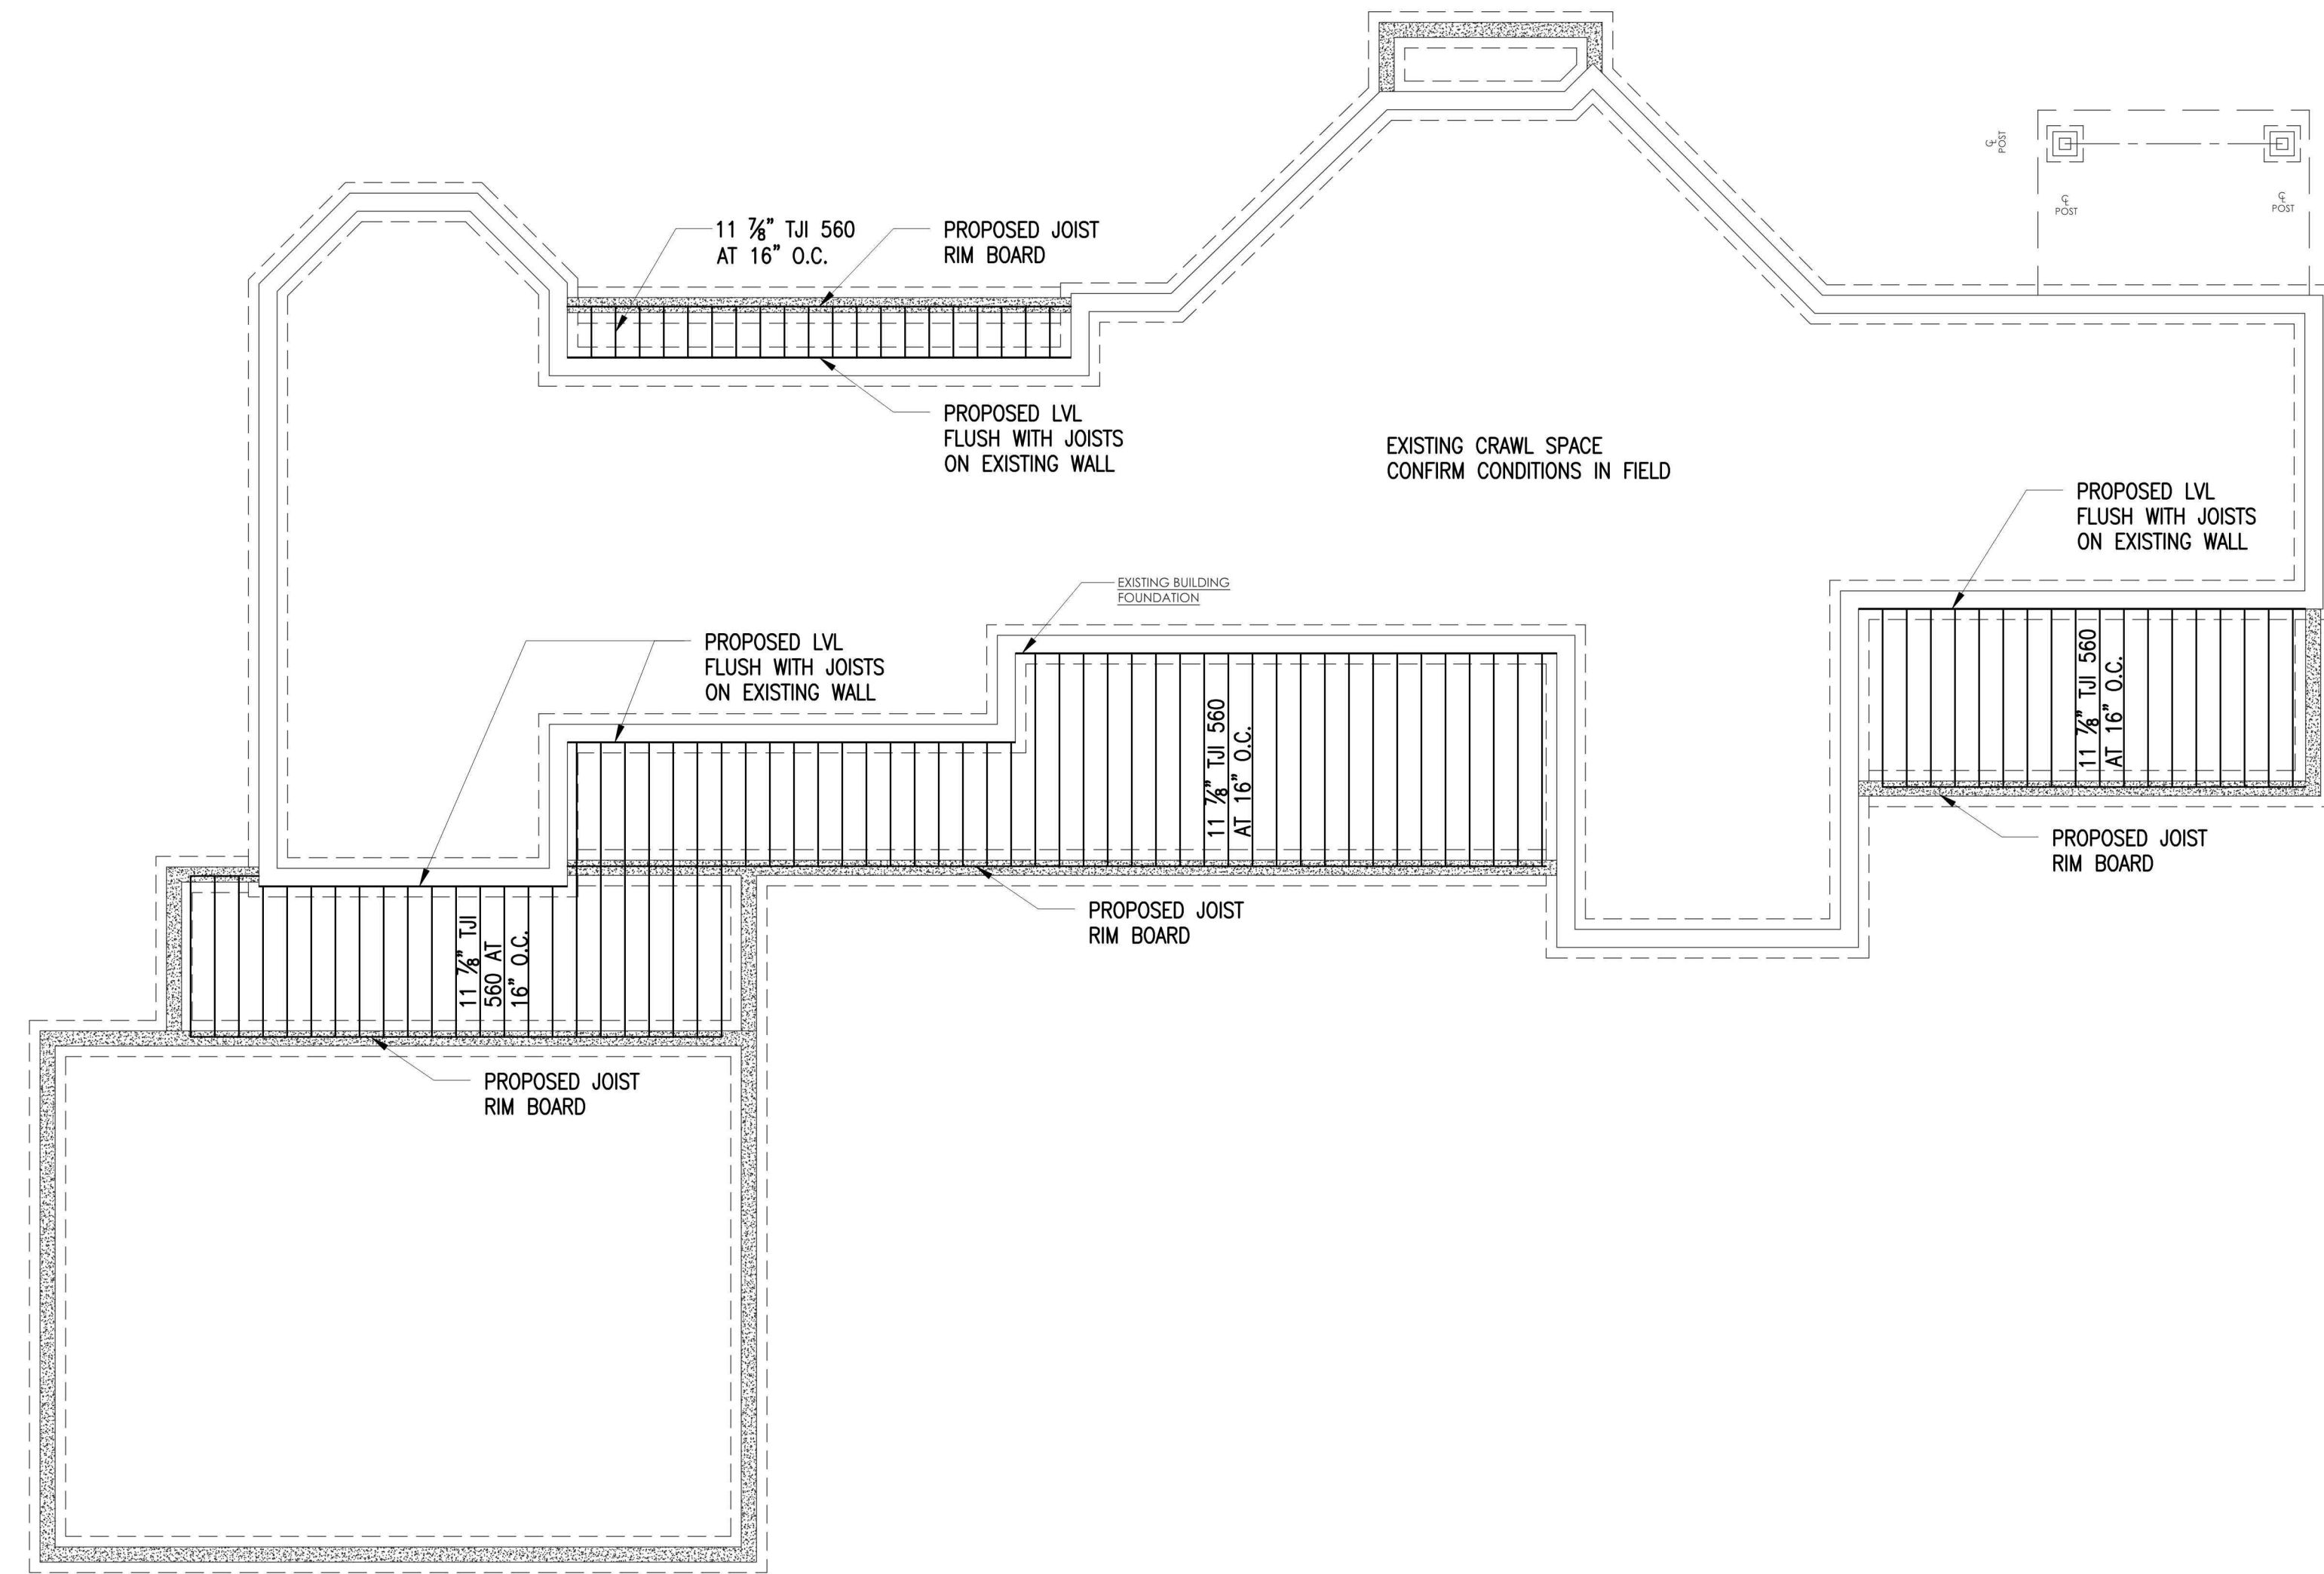 ℄
POST
℄
POST
℄
POST
11 ⅞" TJI 560
AT 16" O.C.
PROPOSED JOIST
RIM BOARD
PROPOSED LVL
FLUSH WITH JOISTS
ON EXISTING WALL
EXISTING CRAWL SPACE
CONFIRM CONDITIONS IN FIELD
PROPOSED LVL
FLUSH WITH JOISTS
ON EXISTING WALL
EXISTING BUILDING
FOUNDATION
PROPOSED LVL
FLUSH WITH JOISTS
ON EXISTING WALL
11 ⅞" TJI 560
AT 16" O.C.
11 ⅞" TJI 560
AT 16" O.C.
PROPOSED JOIST
RIM BOARD
PROPOSED JOIST
RIM BOARD
11 ⅞" TJI
560 AT
16" O.C.
PROPOSED JOIST
RIM BOARD